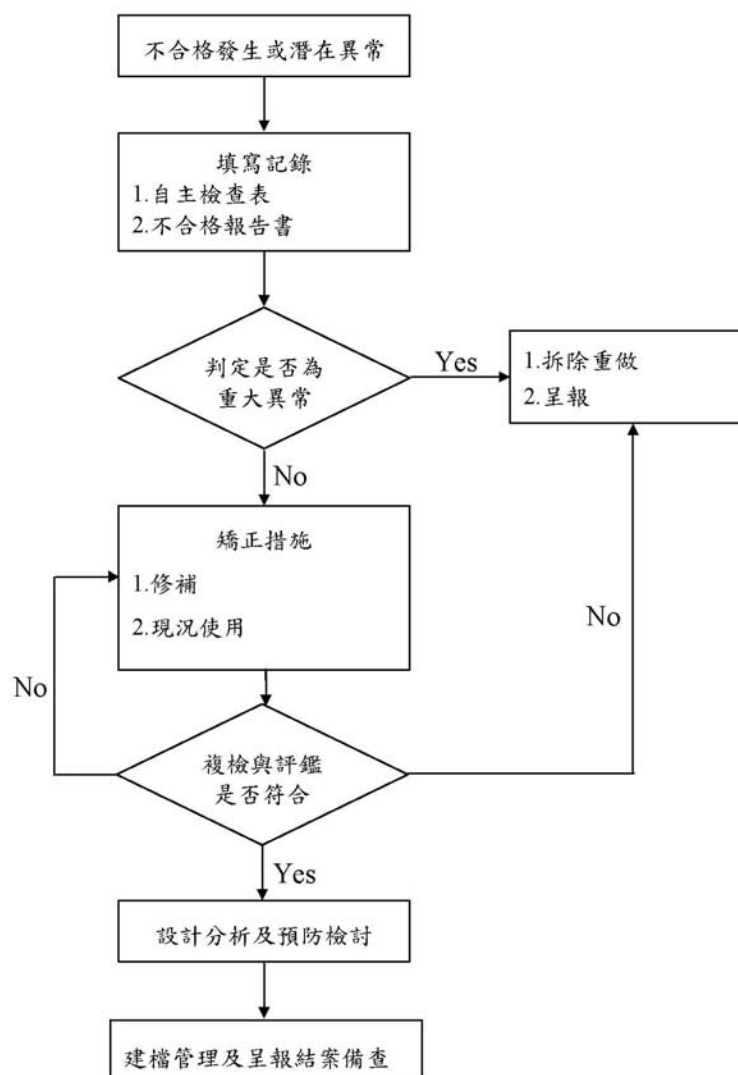 不合格發生或潛在異常
填寫記錄
1.自主檢查表
2.不合格報告書
判定是否為
重大異常
Yes
1.拆除重做
2.呈報
No
矯正措施
1.修補
2.現況使用
No
No
複檢與評鑑
是否符合
Yes
設計分析及預防檢討
建檔管理及呈報結案備查